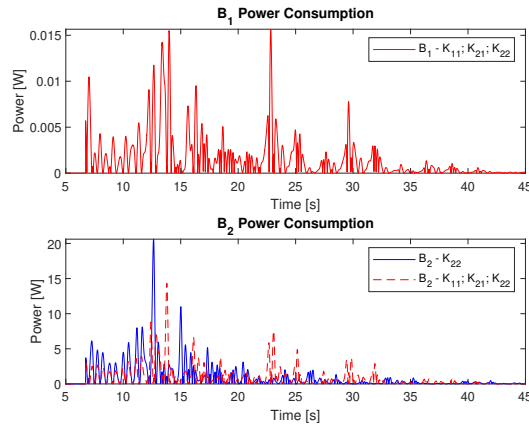 B₁ Power Consumption
0.015
0.01
0.005
0
Power [W]
B₁ - K₁₁; K₂₁; K₂₂
5 10 15 20 25 30 35 40 45
Time [s]
B₂ Power Consumption
20
15
10
5
0
Power [W]
B₂ - K₂₂
B₂ - K₁₁; K₂₁; K₂₂
5 10 15 20 25 30 35 40 45
Time [s]